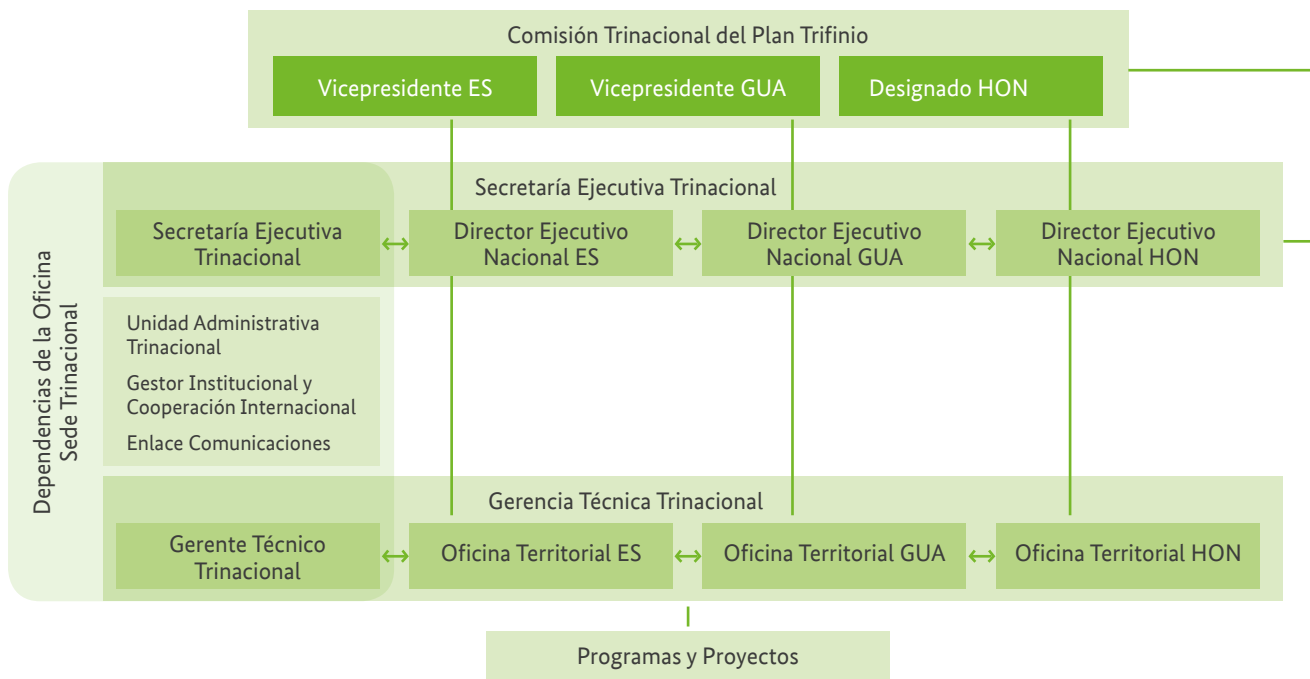 Comisión Trinacional del Plan Trifinio
Vicepresidente ES
Vicepresidente GUA
Designado HON
Dependencias de la Oficina
Sede Trinacional
Secretaría Ejecutiva Trinacional
Secretaría Ejecutiva
Trinacional
Director Ejecutivo
Nacional ES
Director Ejecutivo
Nacional GUA
Director Ejecutivo
Nacional HON
Unidad Administrativa
Trinacional
Gestor Institucional y
Cooperación Internacional
Enlace Comunicaciones
Gerencia Técnica Trinacional
Gerente Técnico
Trinacional
Oficina Territorial ES
Oficina Territorial GUA
Oficina Territorial HON
Programas y Proyectos